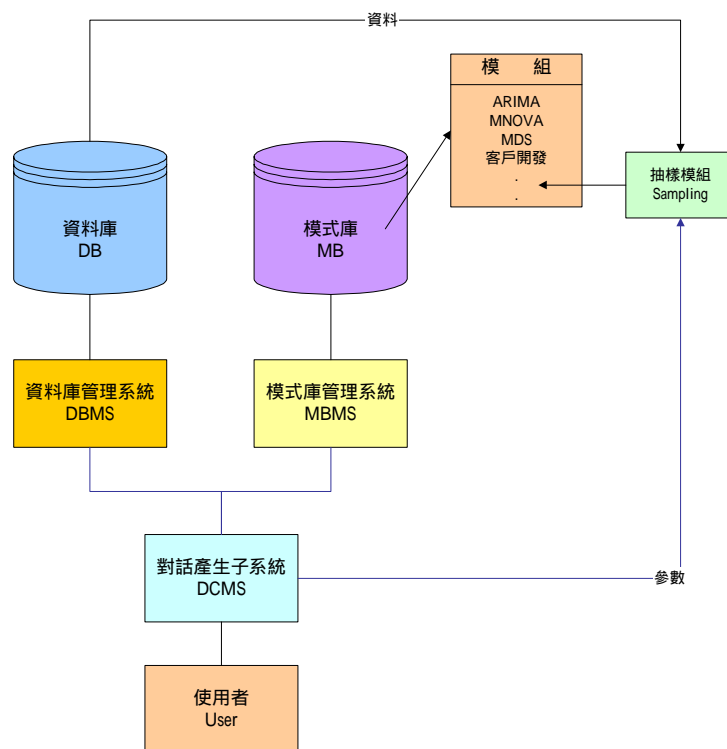 資料
模 組
ARIMA
MNOVA
MDS
客戶開發
.
.
抽樣模組
Sampling
資料庫
DB
模式庫
MB
資料庫管理系統
DBMS
模式庫管理系統
MBMS
對話產生子系統
DCMS
參數
使用者
User